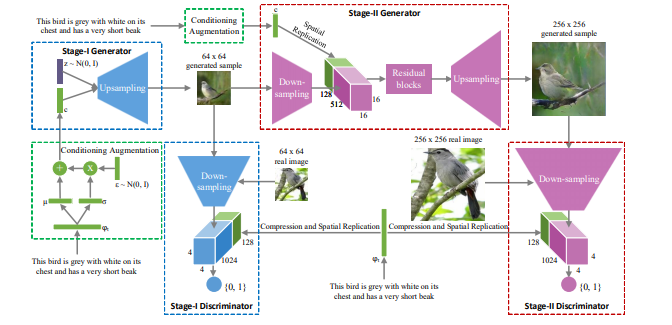 This bird is grey with white on its
chest and has a very short beak
Conditioning
Augmentation
c
Spatial
Replication
Stage-II Generator
256 x 256
generated sample
Stage-I Generator
z ~ N(0, I)
c
Upsampling
64 x 64
generated sample
Down-
sampling
128
512
16
16
Residual
blocks
Upsampling
Conditioning Augmentation
+
x
ε ~ N(0, I)
μ
σ
φt
This bird is grey with white on its
chest and has a very short beak
Down-
sampling
64 x 64
real image
256 x 256 real image
Down-sampling
Compression and Spatial Replication
Compression and Spatial Replication
128
1024
4
4
{0, 1}
Stage-I Discriminator
φt
This bird is grey with white on its
chest and has a very short beak
128
1024
4
4
{0, 1}
Stage-II Discriminator